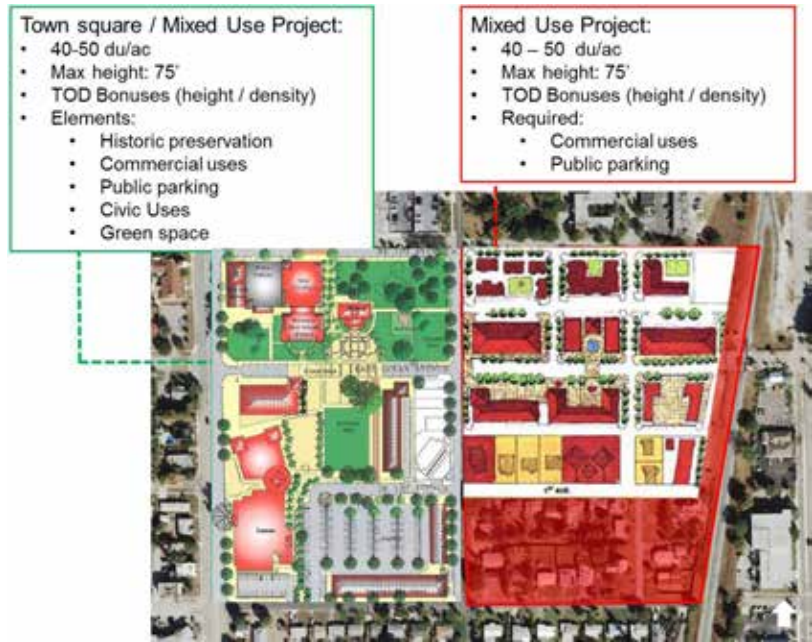 Town square / Mixed Use Project:
• 40-50 du/ac
• Max height: 75'
• TOD Bonuses (height / density)
• Elements:
• Historic preservation
• Commercial uses
• Public parking
• Civic Uses
• Green space
Mixed Use Project:
• 40 – 50 du/ac
• Max height: 75'
• TOD Bonuses (height / density)
• Required:
• Commercial uses
• Public parking